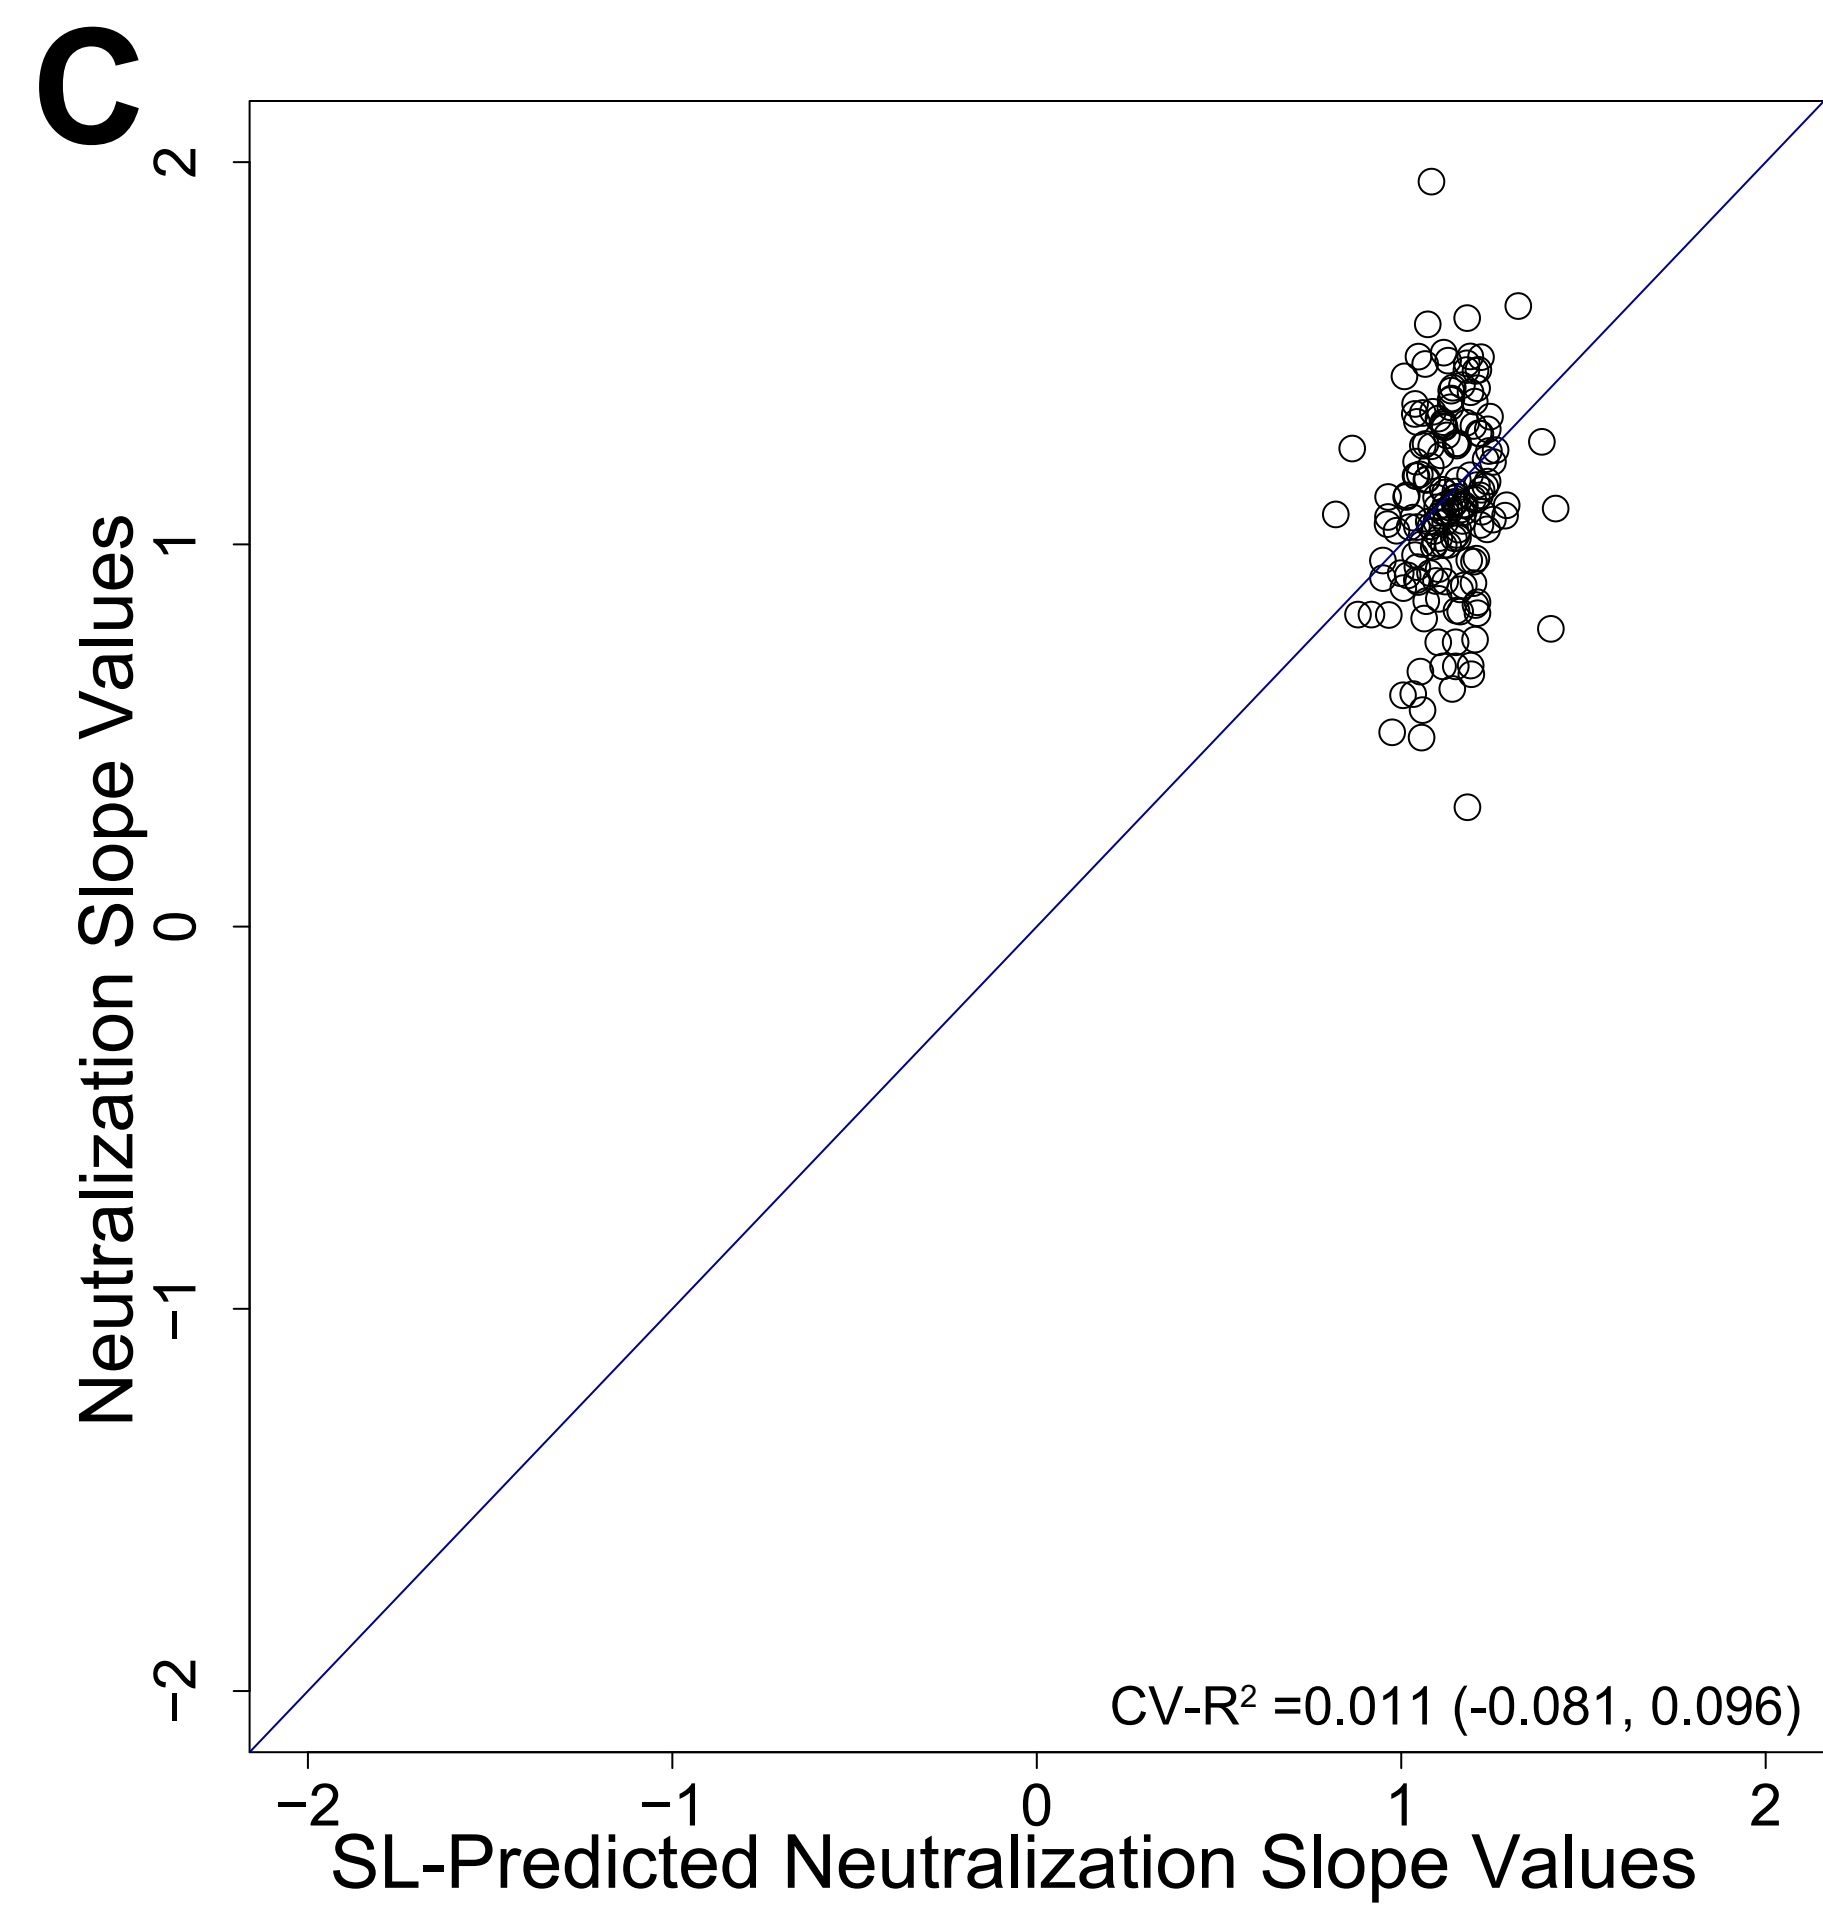 C
Neutralization Slope Values
2
1
0
−1
−2
CV-R² =0.011 (-0.081, 0.096)
−2 −1 0 1 2
SL-Predicted Neutralization Slope Values